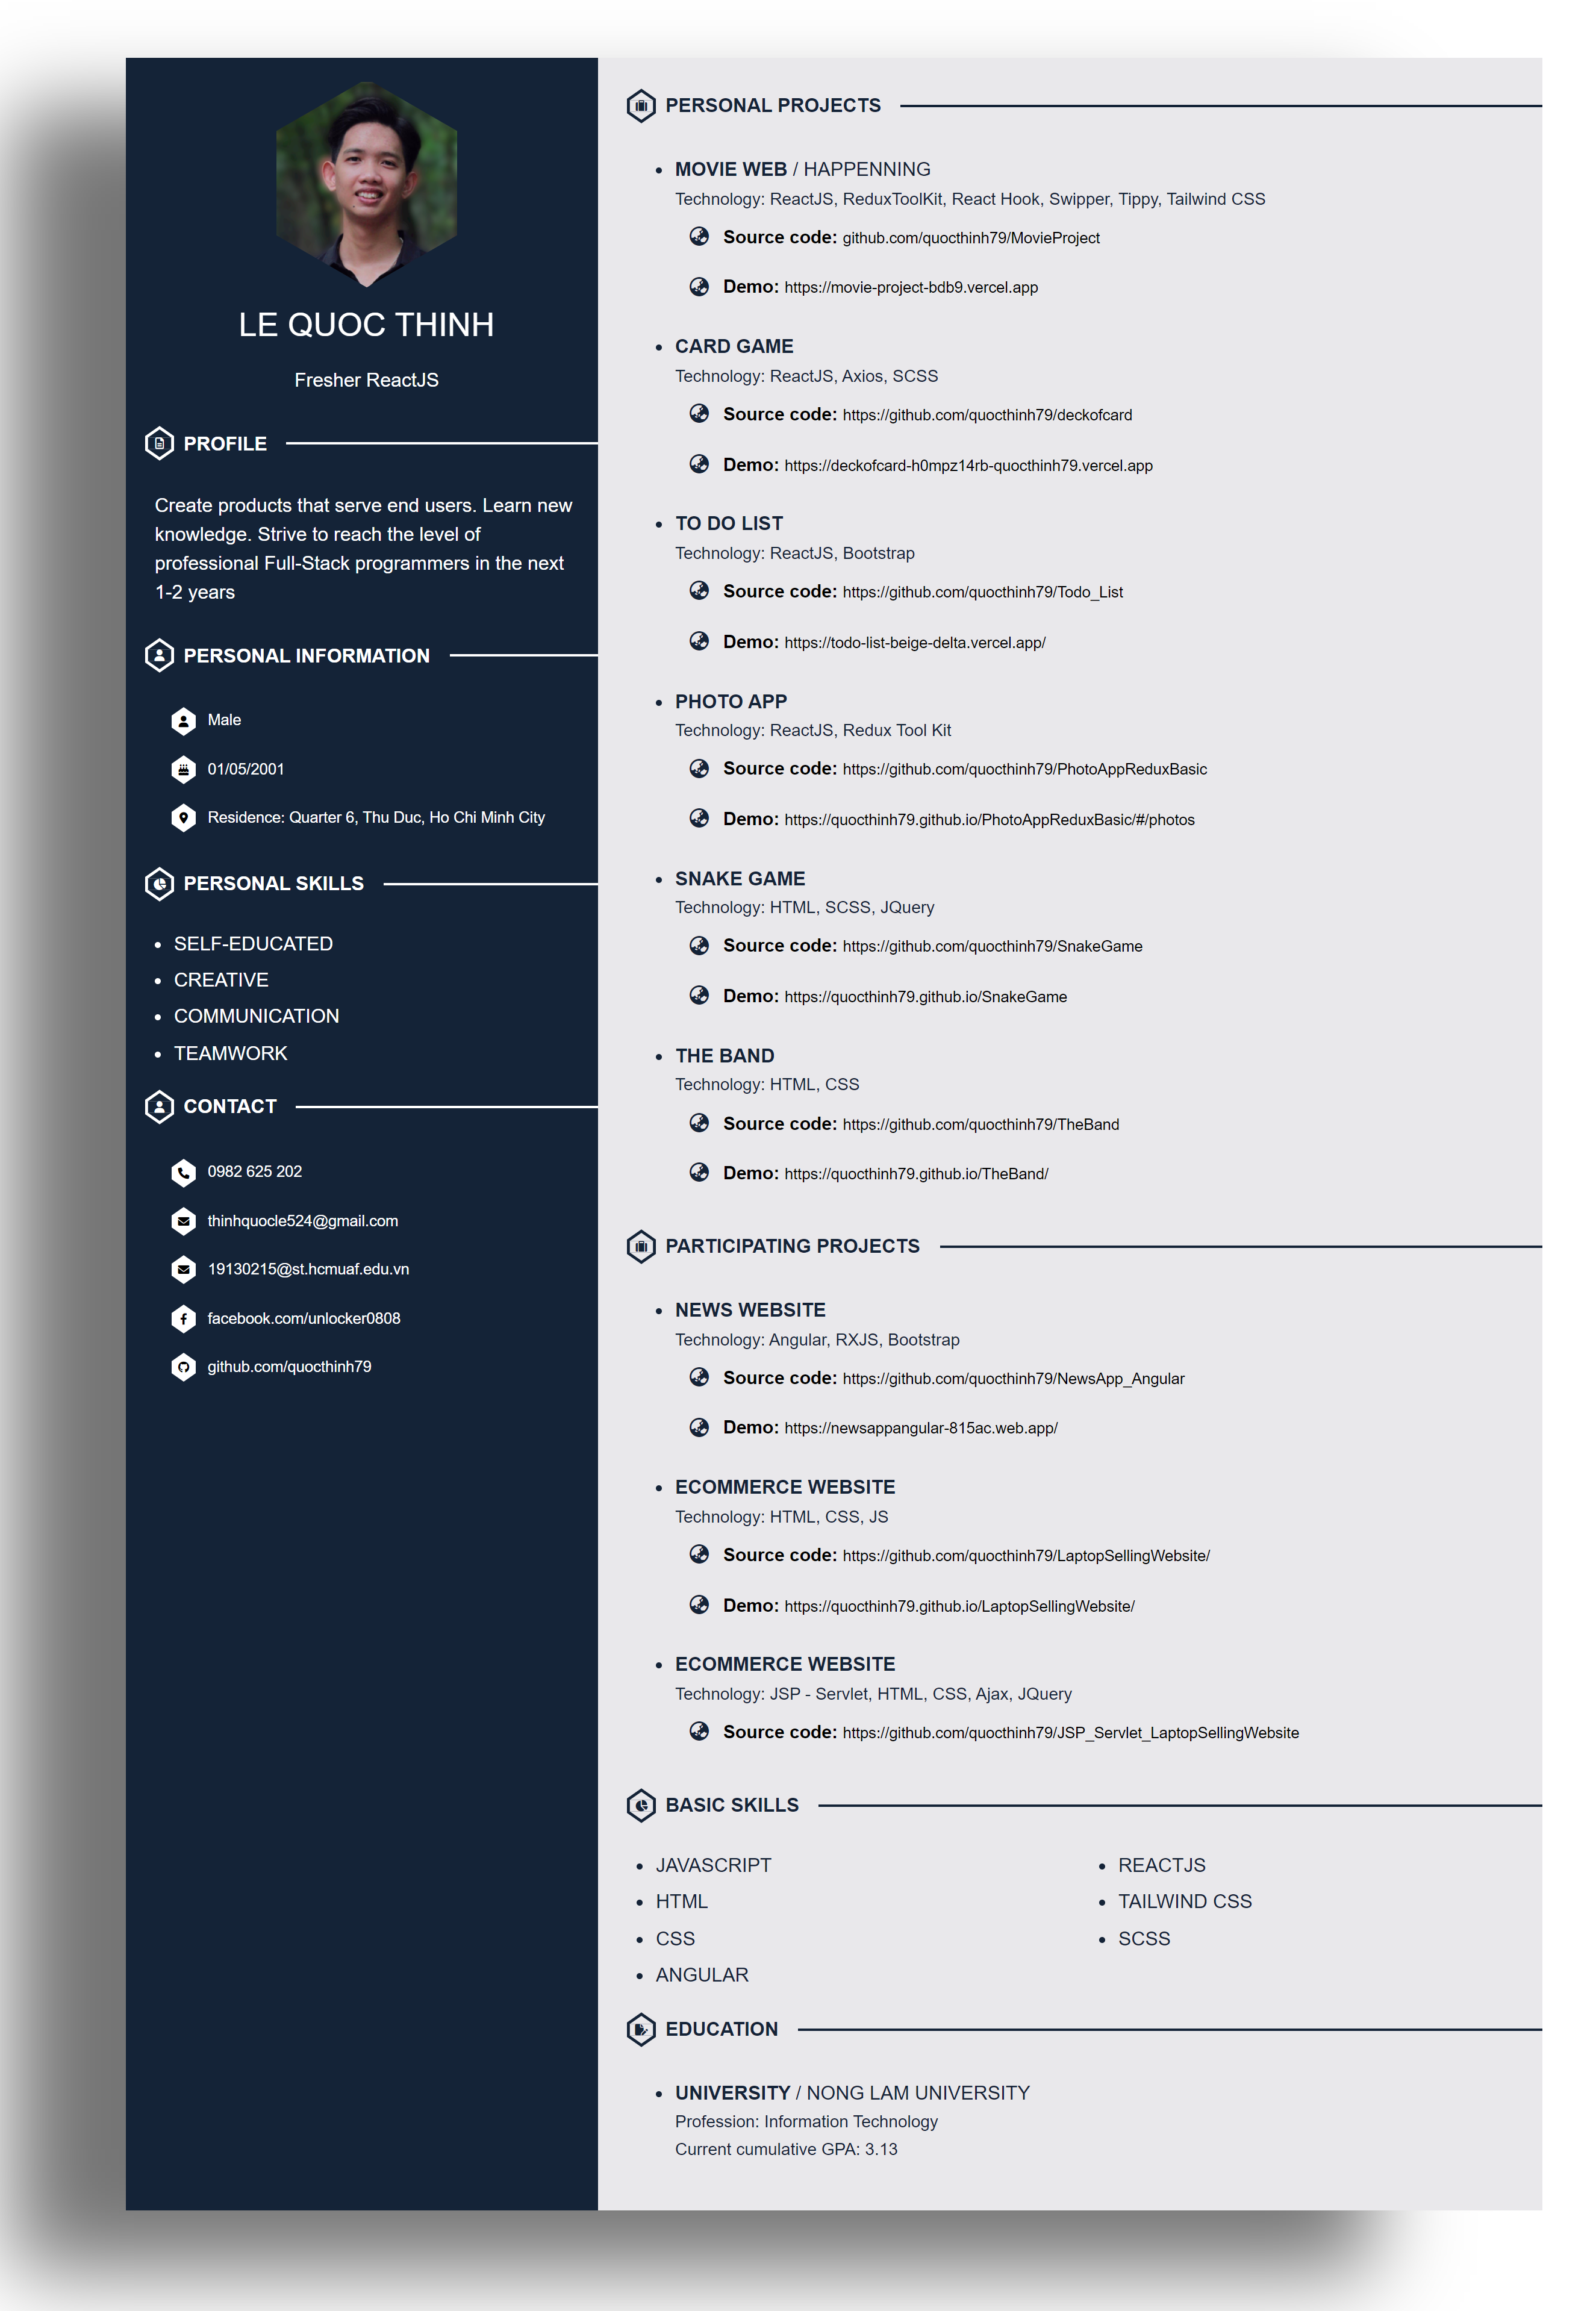 LE QUOC THINH
Fresher ReactJS
PROFILE
Create products that serve end users. Learn new
knowledge. Strive to reach the level of
professional Full-Stack programmers in the next
1-2 years
PERSONAL INFORMATION
Male
01/05/2001
Residence: Quarter 6, Thu Duc, Ho Chi Minh City
PERSONAL SKILLS
SELF-EDUCATED
CREATIVE
COMMUNICATION
TEAMWORK
CONTACT
0982 625 202
thinhquocle524@gmail.com
19130215@st.hcmuaf.edu.vn
facebook.com/unlocker0808
github.com/quocthinh79
PERSONAL PROJECTS
MOVIE WEB / HAPPENNING
Technology: ReactJS, ReduxToolKit, React Hook, Swipper, Tippy, Tailwind CSS
Source code: github.com/quocthinh79/MovieProject
Demo: https://movie-project-bdb9.vercel.app
CARD GAME
Technology: ReactJS, Axios, SCSS
Source code: https://github.com/quocthinh79/deckofcard
Demo: https://deckofcard-h0mpz14rb-quocthinh79.vercel.app
TO DO LIST
Technology: ReactJS, Bootstrap
Source code: https://github.com/quocthinh79/Todo_List
Demo: https://todo-list-beige-delta.vercel.app/
PHOTO APP
Technology: ReactJS, Redux Tool Kit
Source code: https://github.com/quocthinh79/PhotoAppReduxBasic
Demo: https://quocthinh79.github.io/PhotoAppReduxBasic/#/photos
SNAKE GAME
Technology: HTML, SCSS, JQuery
Source code: https://github.com/quocthinh79/SnakeGame
Demo: https://quocthinh79.github.io/SnakeGame
THE BAND
Technology: HTML, CSS
Source code: https://github.com/quocthinh79/TheBand
Demo: https://quocthinh79.github.io/TheBand/
PARTICIPATING PROJECTS
NEWS WEBSITE
Technology: Angular, RXJS, Bootstrap
Source code: https://github.com/quocthinh79/NewsApp_Angular
Demo: https://newsappangular-815ac.web.app/
ECOMMERCE WEBSITE
Technology: HTML, CSS, JS
Source code: https://github.com/quocthinh79/LaptopSellingWebsite/
Demo: https://quocthinh79.github.io/LaptopSellingWebsite/
ECOMMERCE WEBSITE
Technology: JSP - Servlet, HTML, CSS, Ajax, JQuery
Source code: https://github.com/quocthinh79/JSP_Servlet_LaptopSellingWebsite
BASIC SKILLS
JAVASCRIPT
HTML
CSS
ANGULAR
REACTJS
TAILWIND CSS
SCSS
EDUCATION
UNIVERSITY / NONG LAM UNIVERSITY
Profession: Information Technology
Current cumulative GPA: 3.13